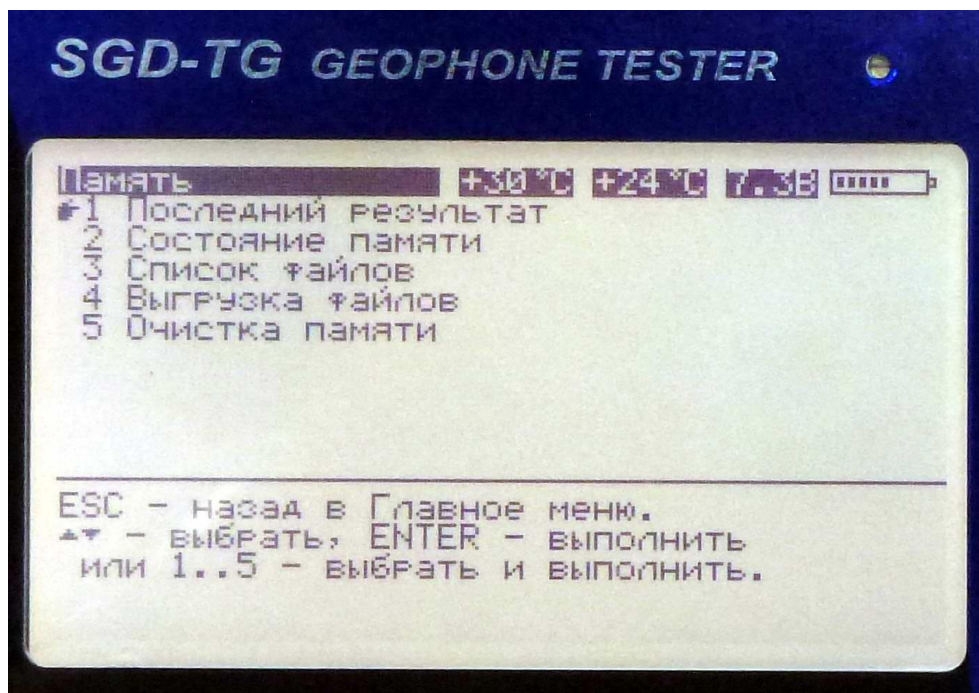 SGD-TG GEOPHONE TESTER
Память +30°C +24°C 7.3В
1 Последний результат
2 Состояние памяти
3 Список файлов
4 Выгрузка файлов
5 Очистка памяти
ESC - назад в Главное меню.
▲▼ - выбрать, ENTER - выполнить
или 1..5 - выбрать и выполнить.